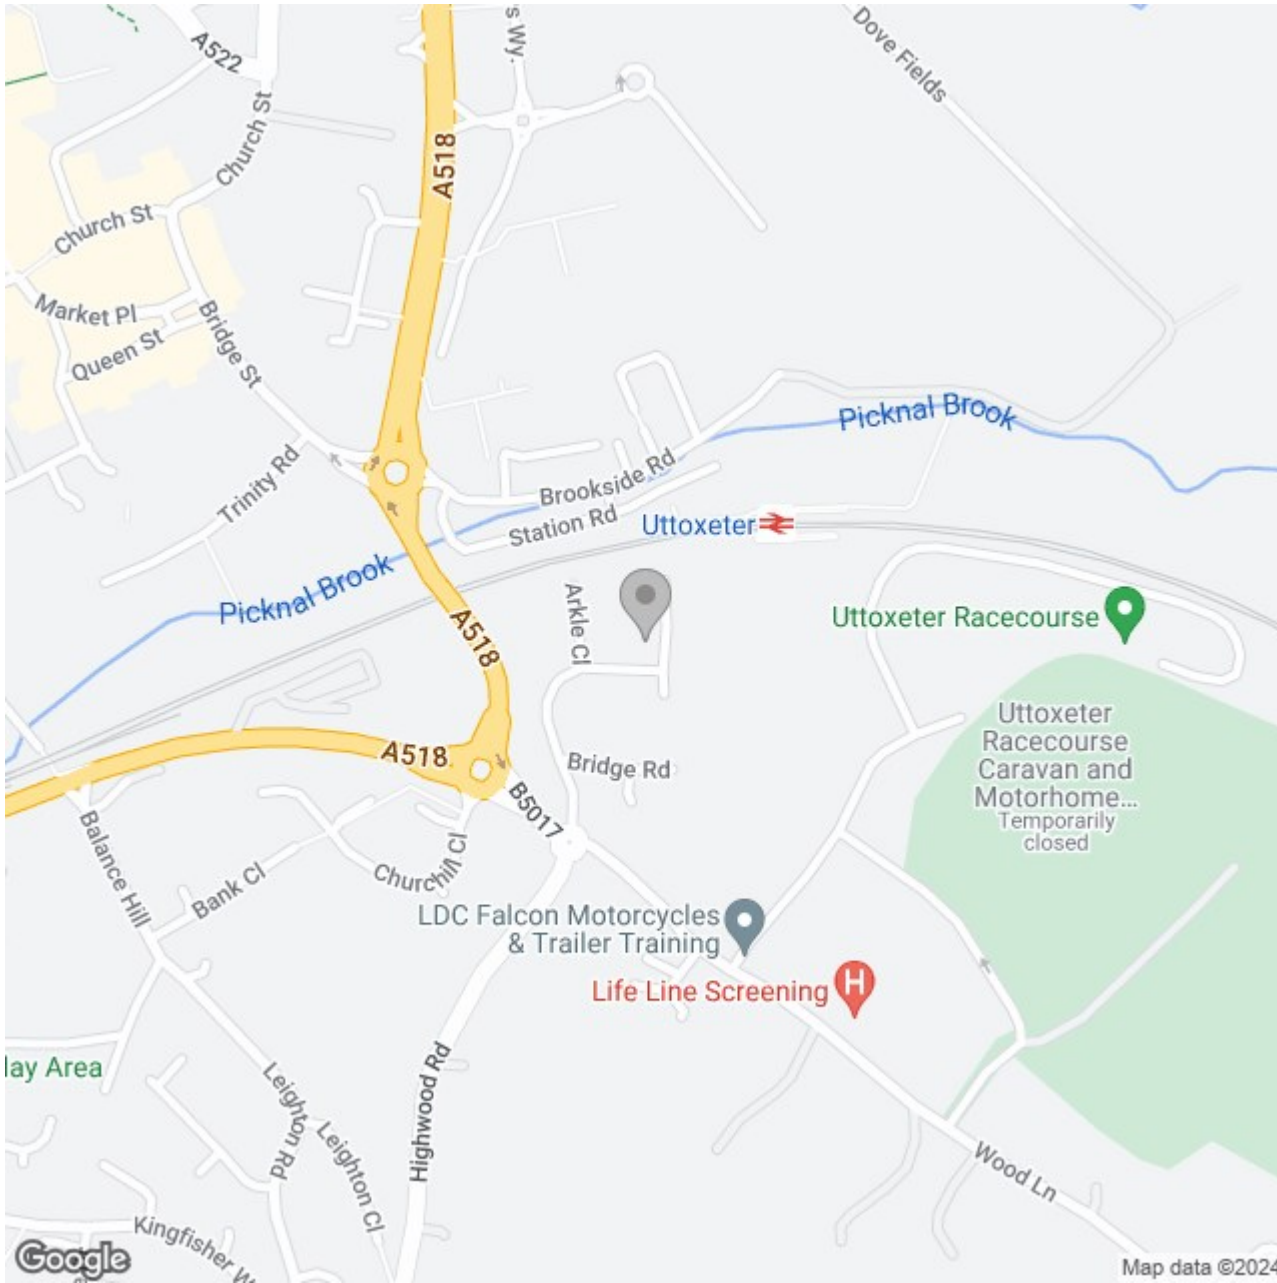 s Wy.
Dove Fields
A522
Church St
A518
Church St
Market Pl
Bridge St
Queen St
Picknal Brook
Trinity Rd
Brookside Rd
Station Rd
Uttoxeter
Picknal Brook
Arkle Cl
A518
Uttoxeter Racecourse
Uttoxeter
Racecourse
Caravan and
Motorhome...
Temporarily
closed
A518
Bridge Rd
B5017
Balance Hill
Churchill Cl
Bank Cl
LDC Falcon Motorcycles
& Trailer Training
H
Life Line Screening
lay Area
Highwood Rd
Leighton Rd
Leighton Cl
Wood Ln
Kingfisher W
Google
Map data ©2024